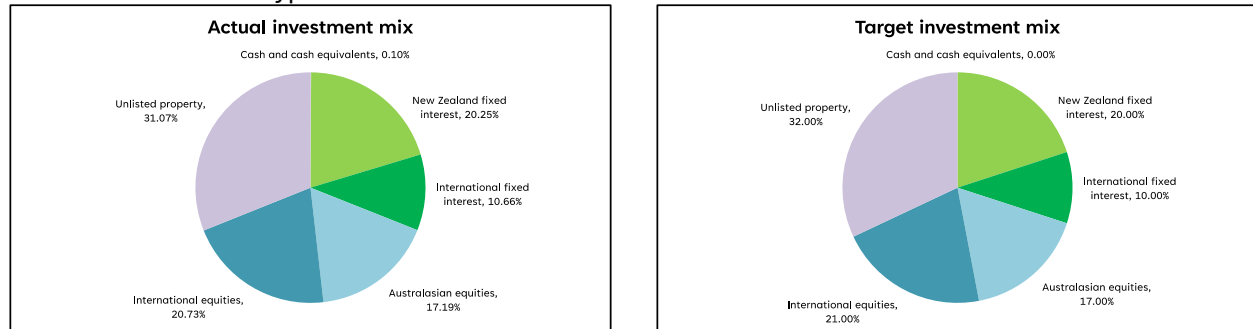 Actual investment mix
Cash and cash equivalents, 0.10%
New Zealand fixed
interest, 20.25%
International fixed
interest, 10.66%
Australasian equities,
17.19%
International equities,
20.73%
Unlisted property,
31.07%
Target investment mix
Cash and cash equivalents, 0.00%
New Zealand fixed
interest, 20.00%
International fixed
interest, 10.00%
Australasian equities,
17.00%
International equities,
21.00%
Unlisted property,
32.00%